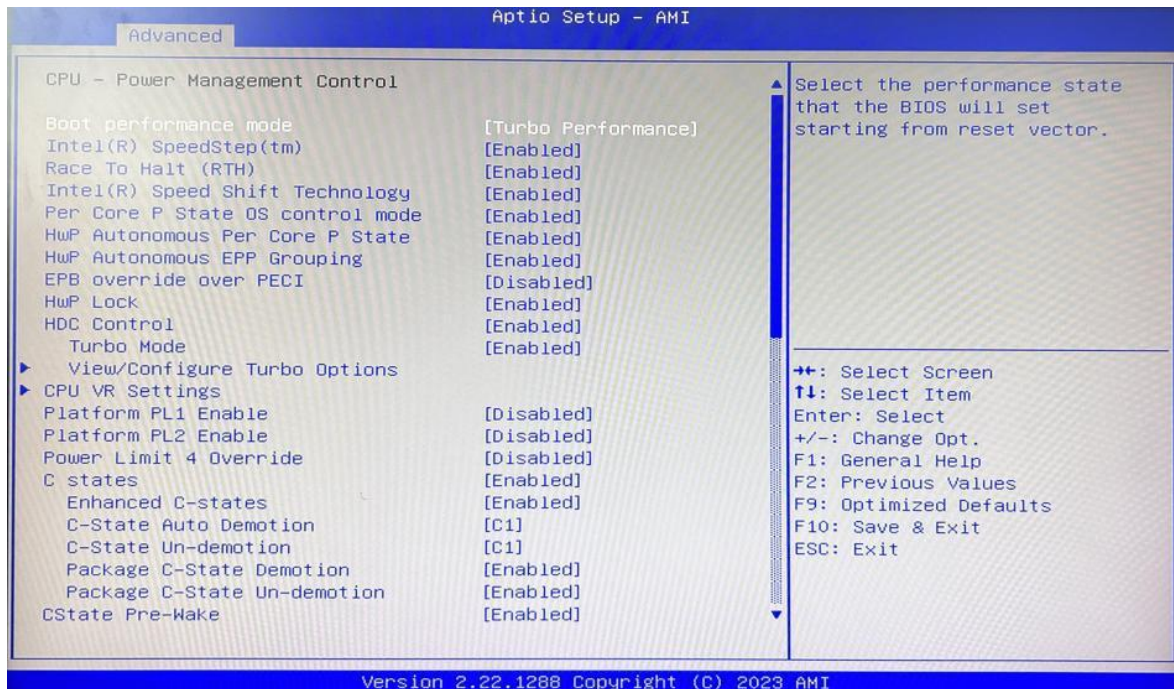 Aptio Setup - AMI
Advanced
CPU - Power Management Control
Boot performance mode [Turbo Performance]
Intel(R) SpeedStep(tm) [Enabled]
Race To Halt (RTH) [Enabled]
Intel(R) Speed Shift Technology [Enabled]
Per Core P State OS control mode [Enabled]
HwP Autonomous Per Core P State [Enabled]
HwP Autonomous EPP Grouping [Enabled]
EPB override over PECI [Disabled]
HwP Lock [Enabled]
HDC Control [Enabled]
Turbo Mode [Enabled]
View/Configure Turbo Options
CPU VR Settings
Platform PL1 Enable [Disabled]
Platform PL2 Enable [Disabled]
Power Limit 4 Override [Disabled]
C states [Enabled]
Enhanced C-states [Enabled]
C-State Auto Demotion [C1]
C-State Un-demotion [C1]
Package C-State Demotion [Enabled]
Package C-State Un-demotion [Enabled]
CState Pre-Wake [Enabled]
Select the performance state
that the BIOS will set
starting from reset vector.
→←: Select Screen
↑↓: Select Item
Enter: Select
+/-: Change Opt.
F1: General Help
F2: Previous Values
F9: Optimized Defaults
F10: Save & Exit
ESC: Exit
Version 2.22.1288 Copyright (C) 2023 AMI